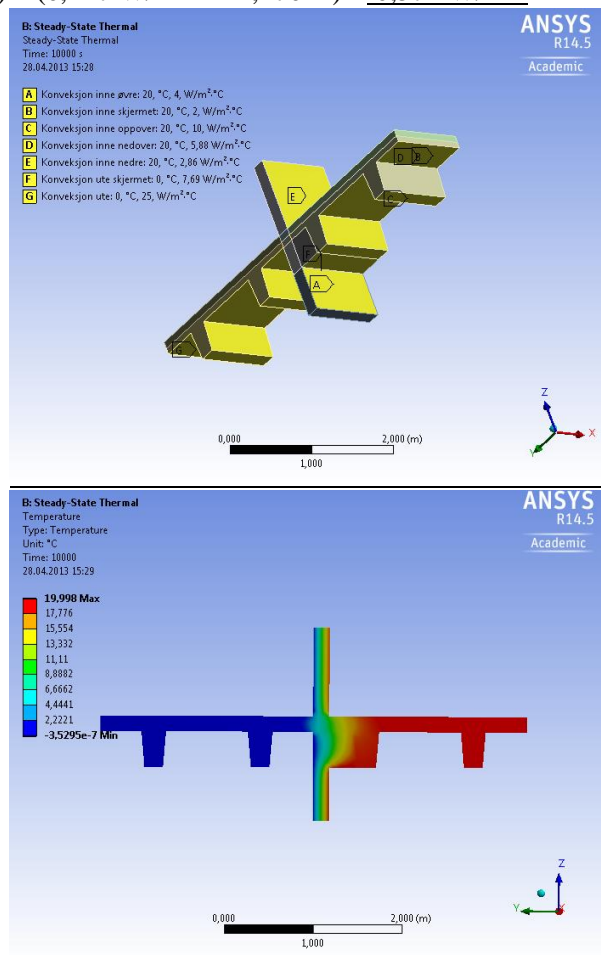 B: Steady-State Thermal
Steady-State Thermal
Time: 10000 s
28.04.2013 15:28
ANSYS
R14.5
Academic
A Konveksjon inne øvre: 20, °C, 4, W/m²·°C
B Konveksjon inne skjermet: 20, °C, 2, W/m²·°C
C Konveksjon inne oppover: 20, °C, 10, W/m²·°C
D Konveksjon inne nedover: 20, °C, 5,88 W/m²·°C
E Konveksjon inne nedre: 20, °C, 2,86 W/m²·°C
F Konveksjon ute skjermet: 0, °C, 7,69 W/m²·°C
G Konveksjon ute: 0, °C, 25, W/m²·°C
D B
E
C
F
A
G
Z
X
Y
0,000 2,000 (m)
1,000
B: Steady-State Thermal
Temperature
Type: Temperature
Unit: °C
Time: 10000
28.04.2013 15:29
ANSYS
R14.5
Academic
19,998 Max
17,776
15,554
13,332
11,11
8,8882
6,6662
4,4441
2,2221
-3,5295e-7 Min
Z
Y
X
0,000 2,000 (m)
1,000